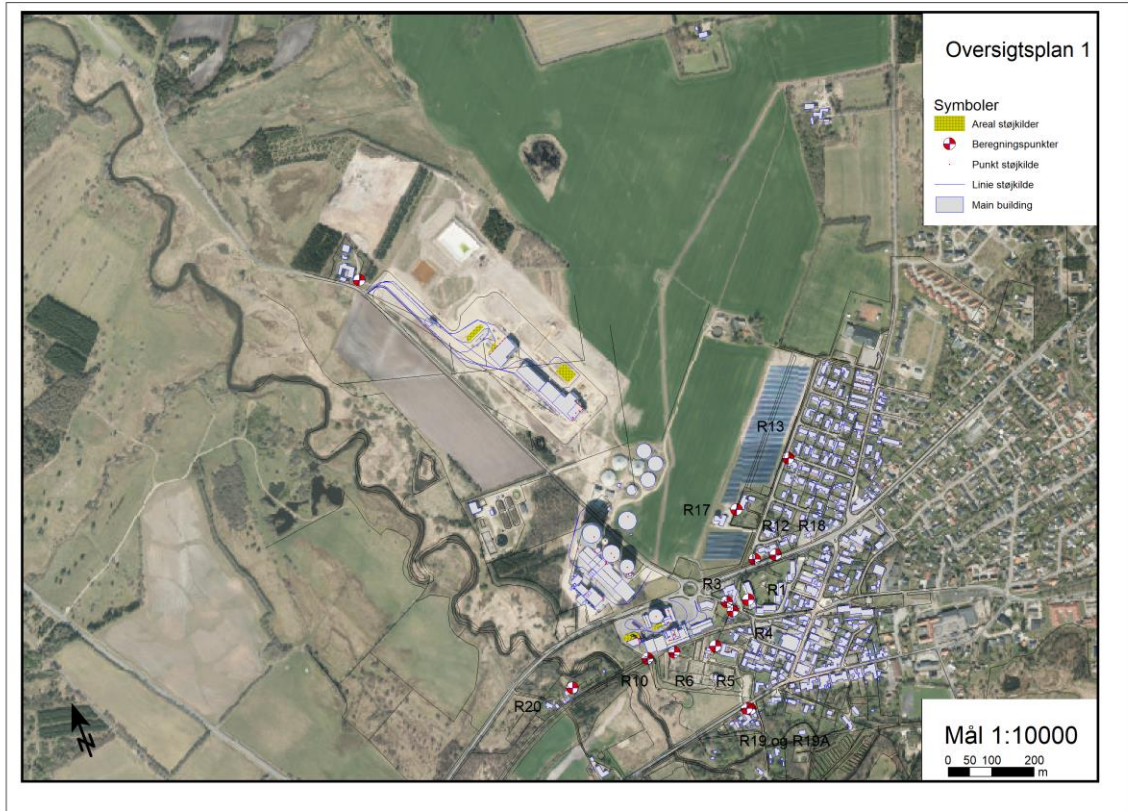 Oversigtsplan 1
Symboler
Areal støjkilder
Beregningspunkter
Punkt støjkilde
Linie støjkilde
Main building
R13
R17
R12
R18
R3
R1
R4
R10
R6
R5
R20
R19 og R19A
N
Mål 1:10000
0 50 100 200
m